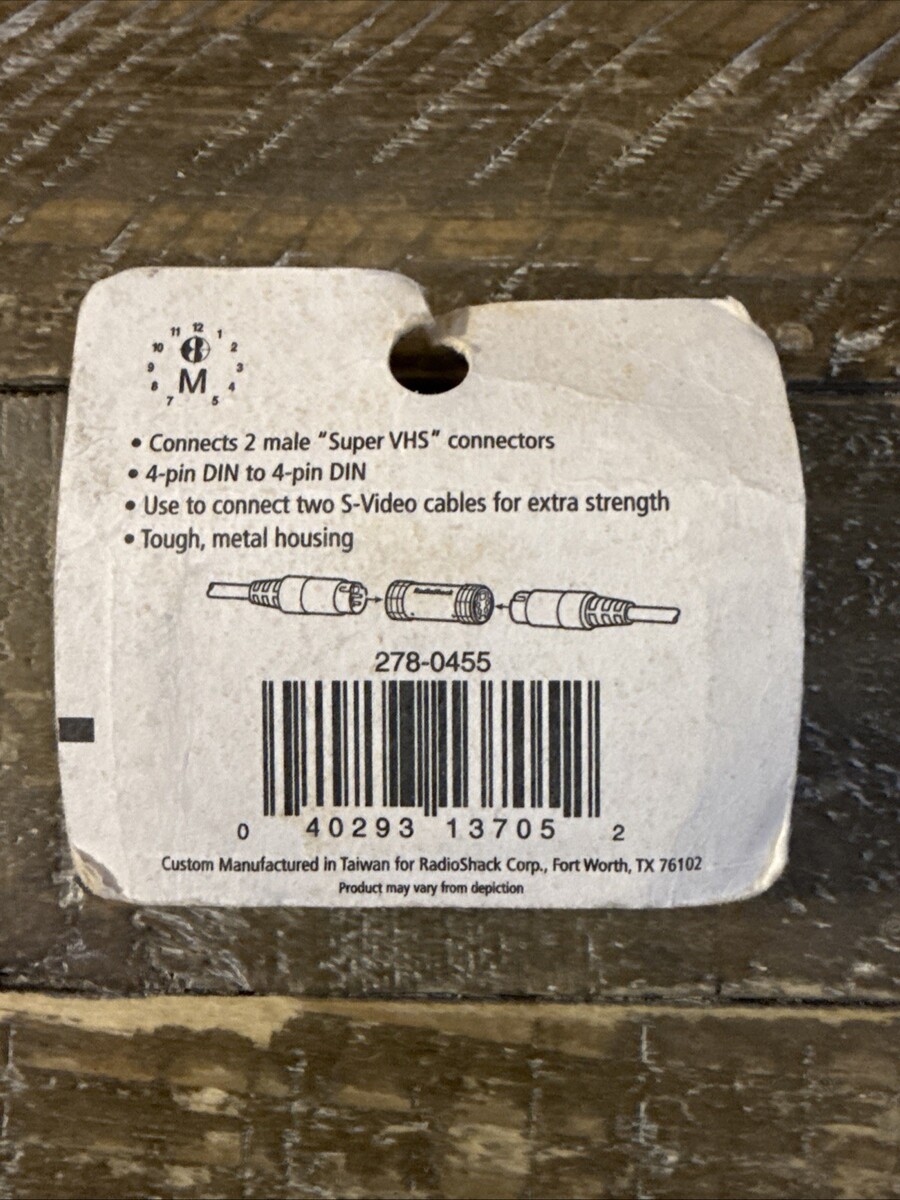 11 12 1
10 2
9 3
8 M 4
7 5
• Connects 2 male “Super VHS” connectors
• 4-pin DIN to 4-pin DIN
• Use to connect two S-Video cables for extra strength
• Tough, metal housing
RadioShack
278-0455
0 40293 13705 2
Custom Manufactured in Taiwan for RadioShack Corp., Fort Worth, TX 76102
Product may vary from depiction